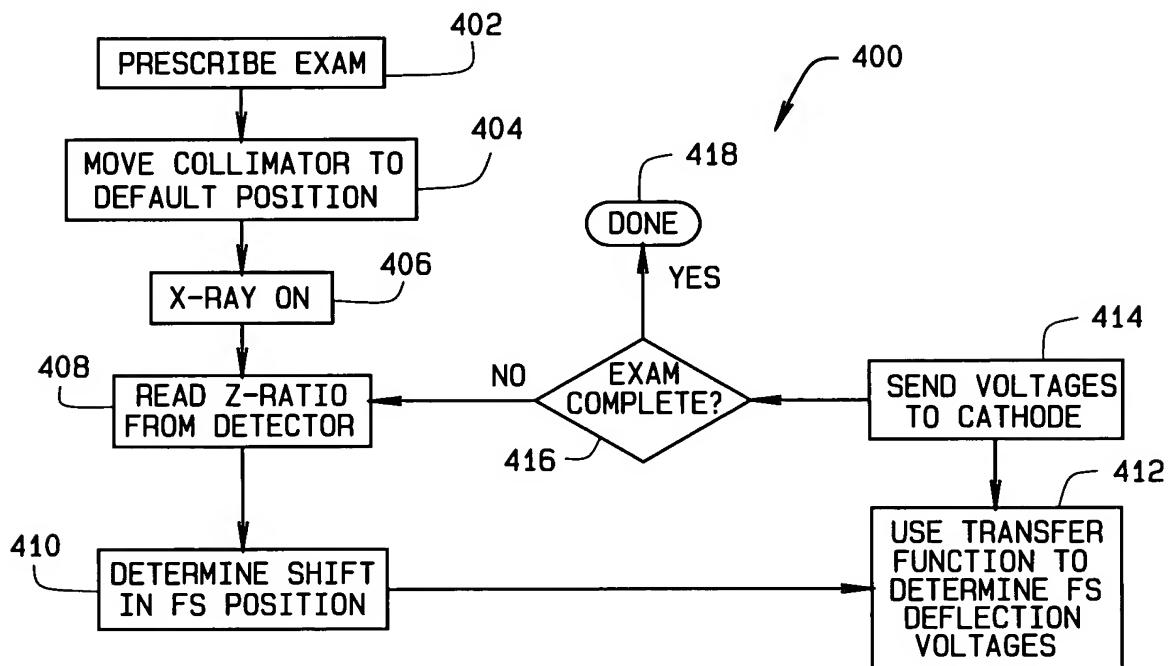 402
PRESCRIBE EXAM
400
404
MOVE COLLIMATOR TO
DEFAULT POSITION
418
DONE
406
X-RAY ON
YES
414
408
READ Z-RATIO
FROM DETECTOR
NO
EXAM
COMPLETE?
416
SEND VOLTAGES
TO CATHODE
412
410
DETERMINE SHIFT
IN FS POSITION
USE TRANSFER
FUNCTION TO
DETERMINE FS
DEFLECTION
VOLTAGES